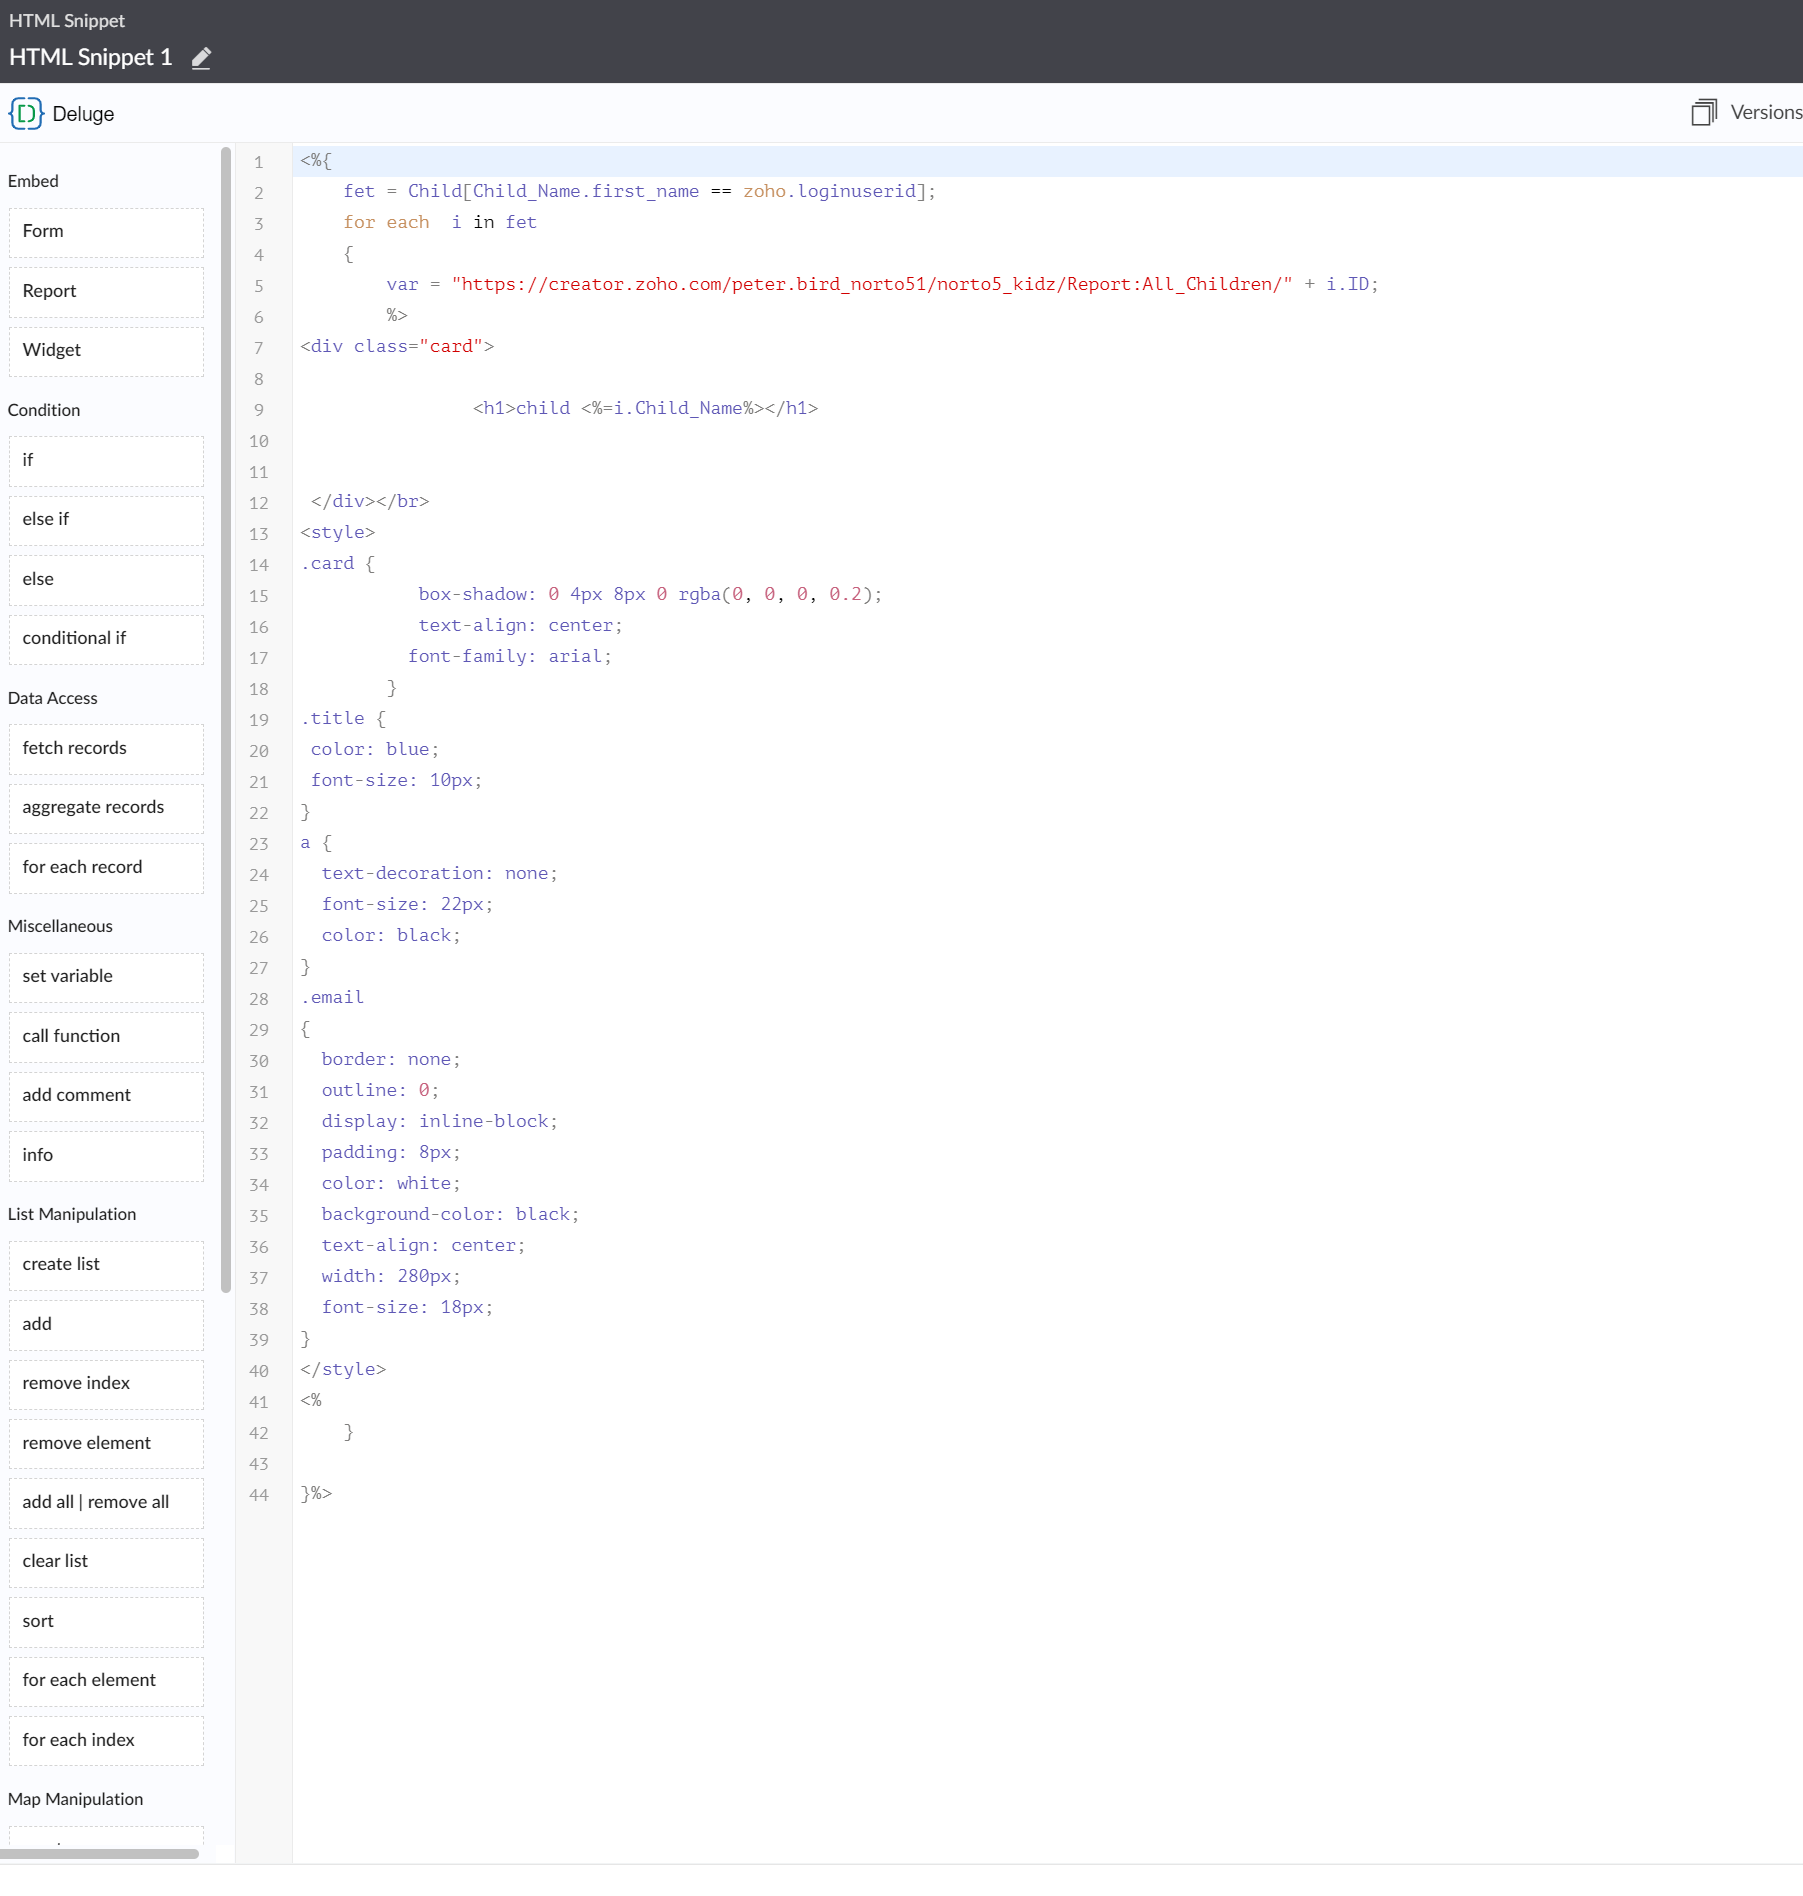 HTML Snippet
HTML Snippet 1
Deluge
Versions
Embed
Form
Report
Widget
Condition
if
else if
else
conditional if
Data Access
fetch records
aggregate records
for each record
Miscellaneous
set variable
call function
add comment
info
List Manipulation
create list
add
remove index
remove element
add all | remove all
clear list
sort
for each element
for each index
Map Manipulation
1 <%{
2     fet = Child[Child_Name.first_name == zoho.loginuserid];
3     for each  i in fet
4     {
5         var = "https://creator.zoho.com/peter.bird_norto51/norto5_kidz/Report:All_Children/" + i.ID;
6         %>
7 <div class="card">
8
9                 <h1>child <%=i.Child_Name%></h1>
10
11
12  </div></br>
13 <style>
14 .card {
15            box-shadow: 0 4px 8px 0 rgba(0, 0, 0, 0.2);
16            text-align: center;
17           font-family: arial;
18         }
19 .title {
20  color: blue;
21  font-size: 10px;
22 }
23 a {
24   text-decoration: none;
25   font-size: 22px;
26   color: black;
27 }
28 .email
29 {
30   border: none;
31   outline: 0;
32   display: inline-block;
33   padding: 8px;
34   color: white;
35   background-color: black;
36   text-align: center;
37   width: 280px;
38   font-size: 18px;
39 }
40 </style>
41 <%
42     }
43
44 }%>